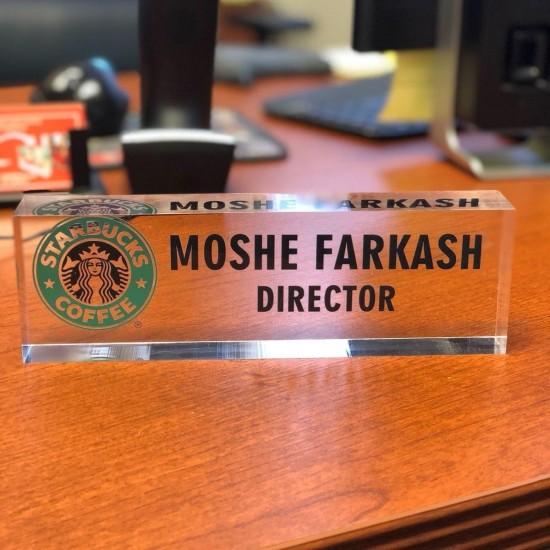 MOSHE FARKASH
STARBUCKS
COFFEE
®
MOSHE FARKASH
DIRECTOR